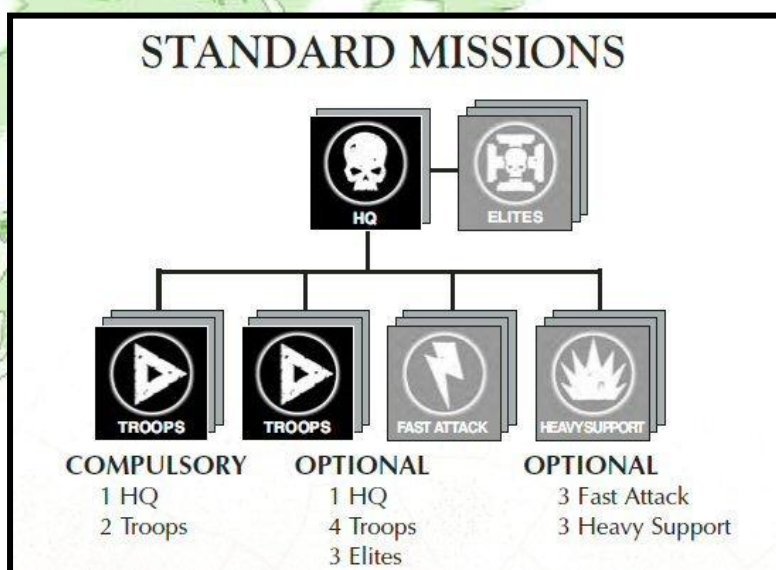 STANDARD MISSIONS
HQ
ELITES
TROOPS
TROOPS
FAST ATTACK
HEAVY SUPPORT
COMPULSORY
1 HQ
2 Troops
OPTIONAL
1 HQ
4 Troops
3 Elites
OPTIONAL
3 Fast Attack
3 Heavy Support